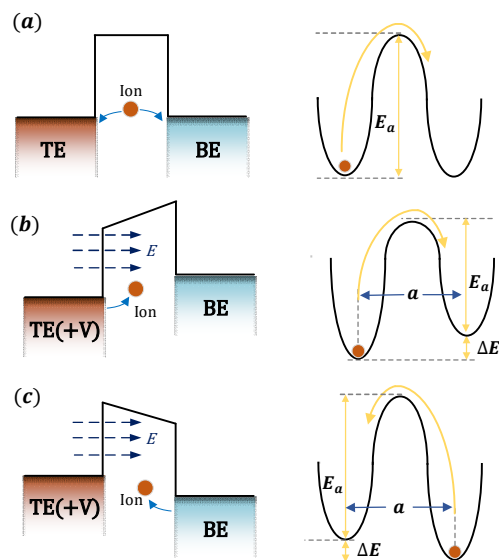 (a)
Ion
TE
BE
E_a
(b)
E
Ion
TE(+V)
BE
a
E_a
ΔE
(c)
E
Ion
TE(+V)
BE
E_a
a
ΔE